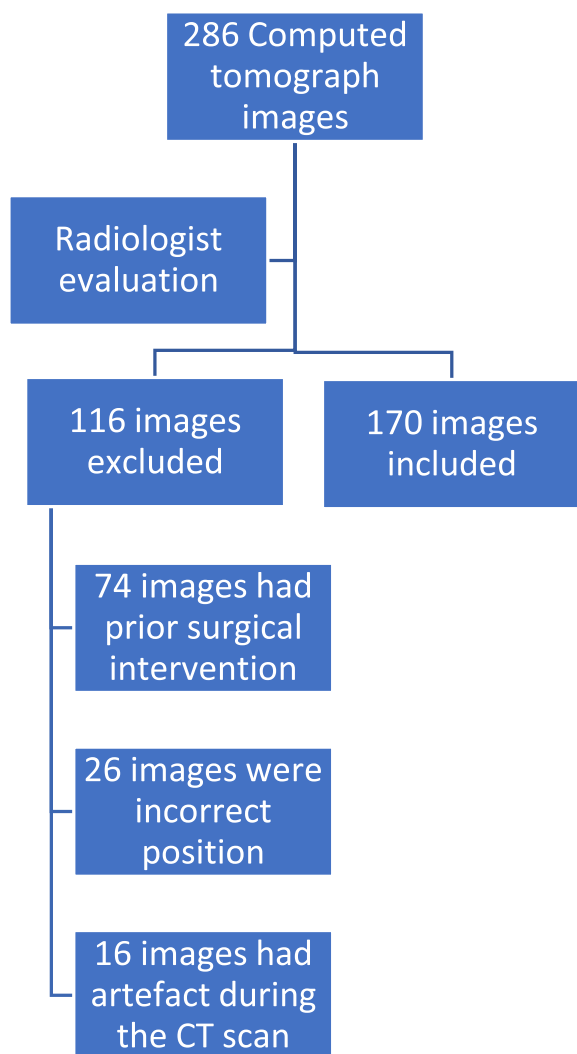 286 Computed
tomograph
images
Radiologist
evaluation
116 images
excluded
170 images
included
74 images had
prior surgical
intervention
26 images were
incorrect
position
16 images had
artefact during
the CT scan